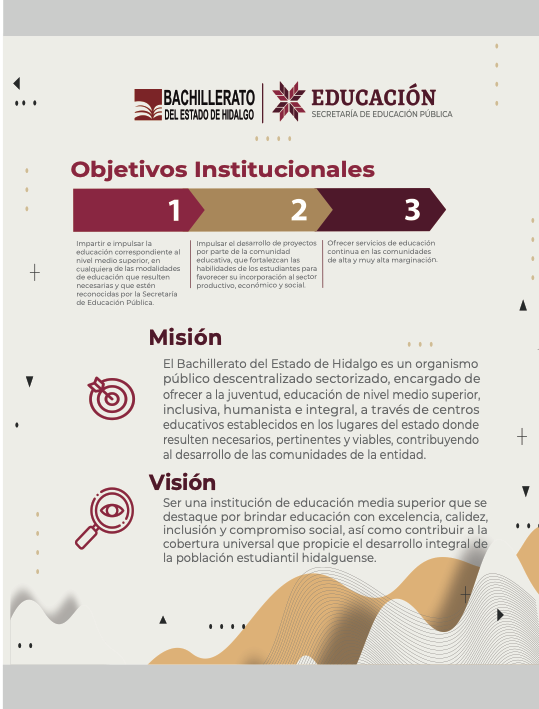 BACHILLERATO
DEL ESTADO DE HIDALGO
EDUCACIÓN
SECRETARÍA DE EDUCACIÓN PÚBLICA
Objetivos Institucionales
1
2
3
Impartir e impulsar la
educación correspondiente al
nivel medio superior, en
cualquiera de las modalidades
de educación que resulten
necesarias y que estén
reconocidas por la Secretaría
de Educación Pública.
Impulsar el desarrollo de proyectos
por parte de la comunidad
educativa, que fortalezcan las
habilidades de los estudiantes para
favorecer su incorporación al sector
productivo, económico y social.
Ofrecer servicios de educación
continua en las comunidades
de alta y muy alta marginación.
Misión
El Bachillerato del Estado de Hidalgo es un organismo
público descentralizado sectorizado, encargado de
ofrecer a la juventud, educación de nivel medio superior,
inclusiva, humanista e integral, a través de centros
educativos establecidos en los lugares del estado donde
resulten necesarios, pertinentes y viables, contribuyendo
al desarrollo de las comunidades de la entidad.
Visión
Ser una institución de educación media superior que se
destaque por brindar educación con excelencia, calidez,
inclusión y compromiso social, así como contribuir a la
cobertura universal que propicie el desarrollo integral de
la población estudiantil hidalguense.